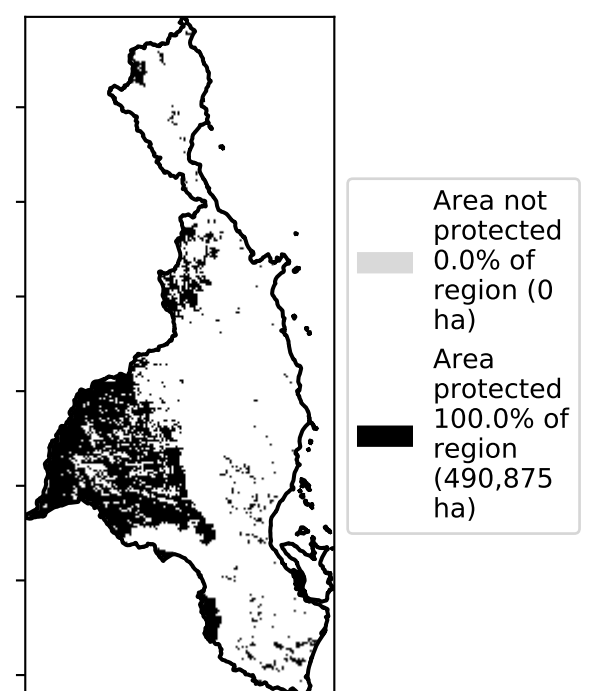 Area not
protected
0.0% of
region (0
ha)
Area
protected
100.0% of
region
(490,875
ha)